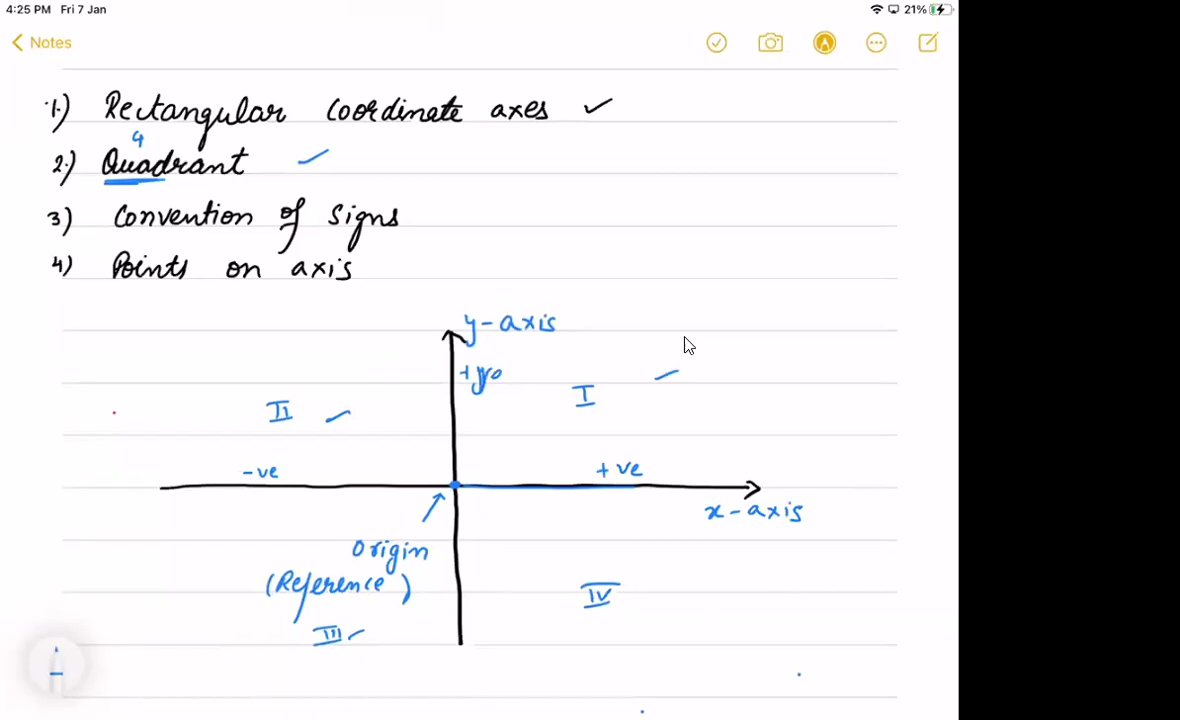 4:25 PM Fri 7 Jan
21%
Notes
1.) Rectangular coordinate axes
4
2.) Quadrant
3) Convention of signs
4) Points on axis
y-axis
I
II
-ve
+ve
x-axis
Origin
(Reference)
IV
III